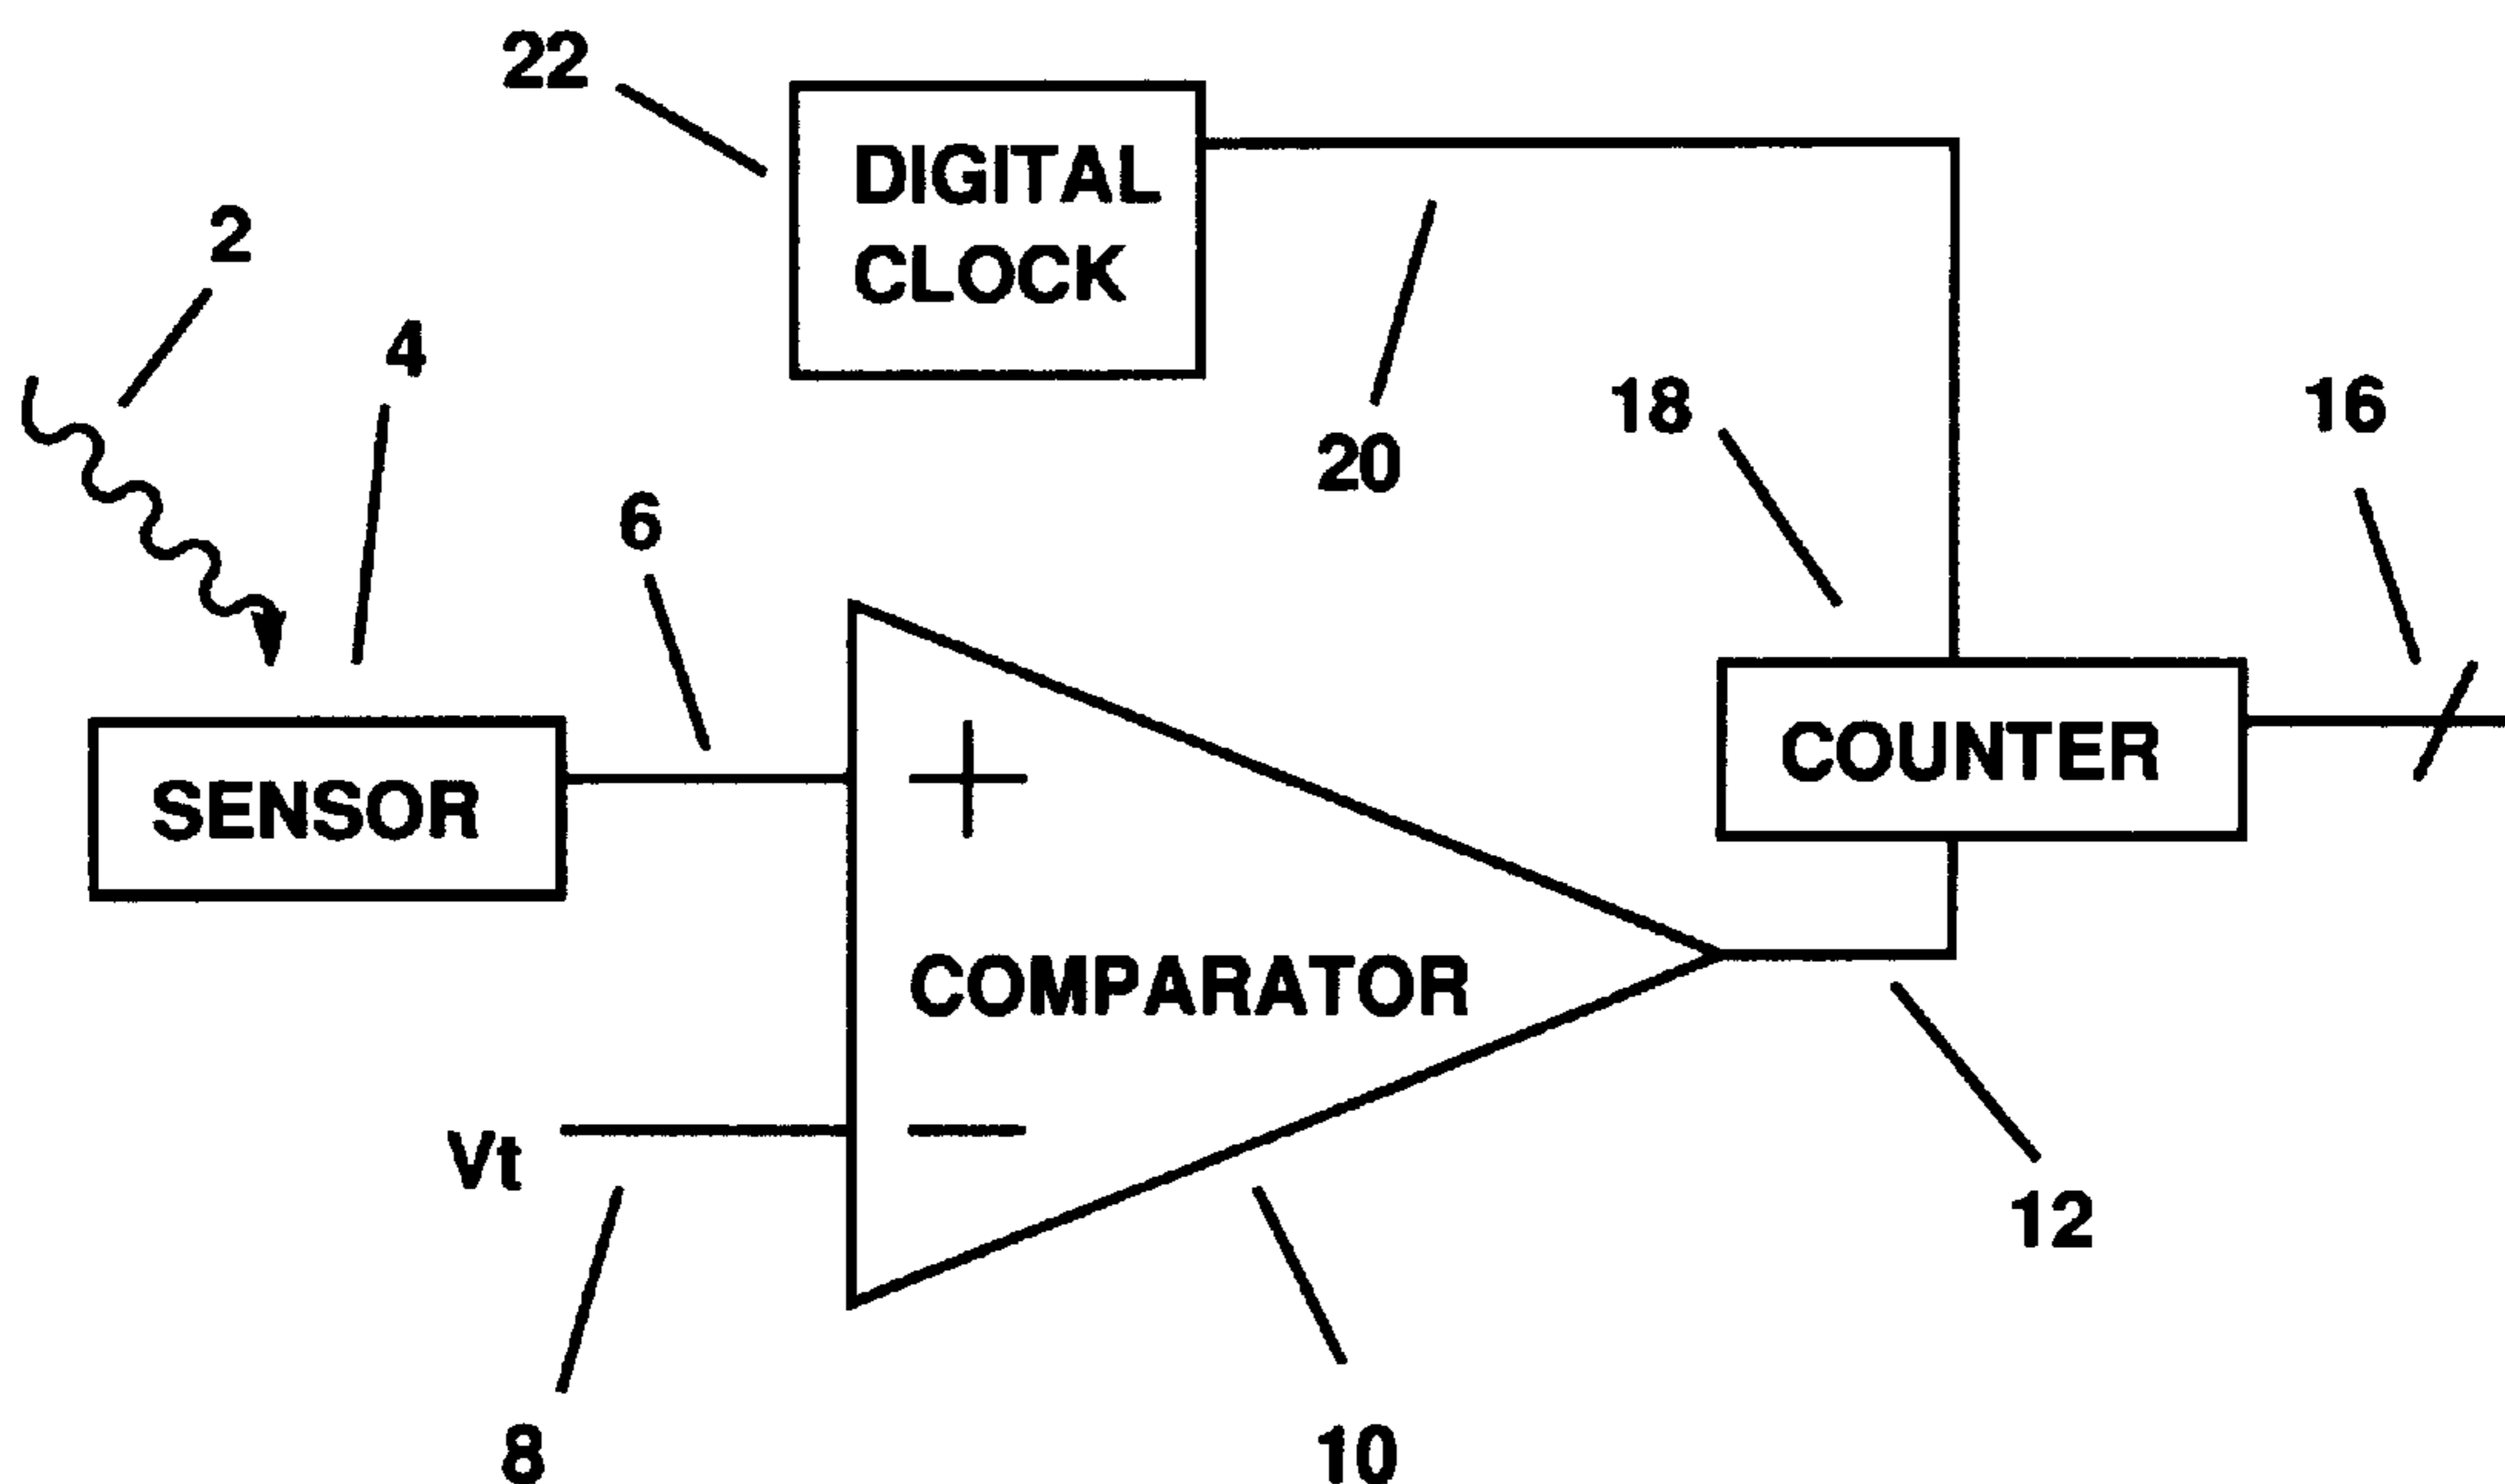 22
DIGITAL
CLOCK
2
4
20
18
16
6
SENSOR
+
COUNTER
COMPARATOR
Vt
−
12
8
10